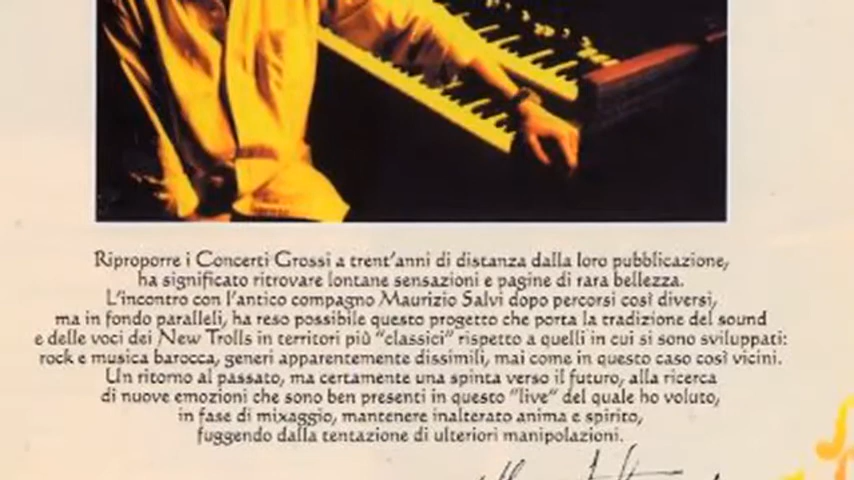 Riproporre i Concerti Grossi a trent'anni di distanza dalla loro pubblicazione,
ha significato ritrovare lontane sensazioni e pagine di rara bellezza.
L'incontro con l'antico compagno Maurizio Salvi dopo percorsi così diversi,
ma in fondo paralleli, ha reso possibile questo progetto che porta la tradizione del sound
e delle voci dei New Trolls in territori più "classici" rispetto a quelli in cui si sono sviluppati:
rock e musica barocca, generi apparentemente dissimili, mai come in questo caso così vicini.
Un ritorno al passato, ma certamente una spinta verso il futuro, alla ricerca
di nuove emozioni che sono ben presenti in questo "live" del quale ho voluto,
in fase di mixaggio, mantenere inalterato anima e spirito,
fuggendo dalla tentazione di ulteriori manipolazioni.